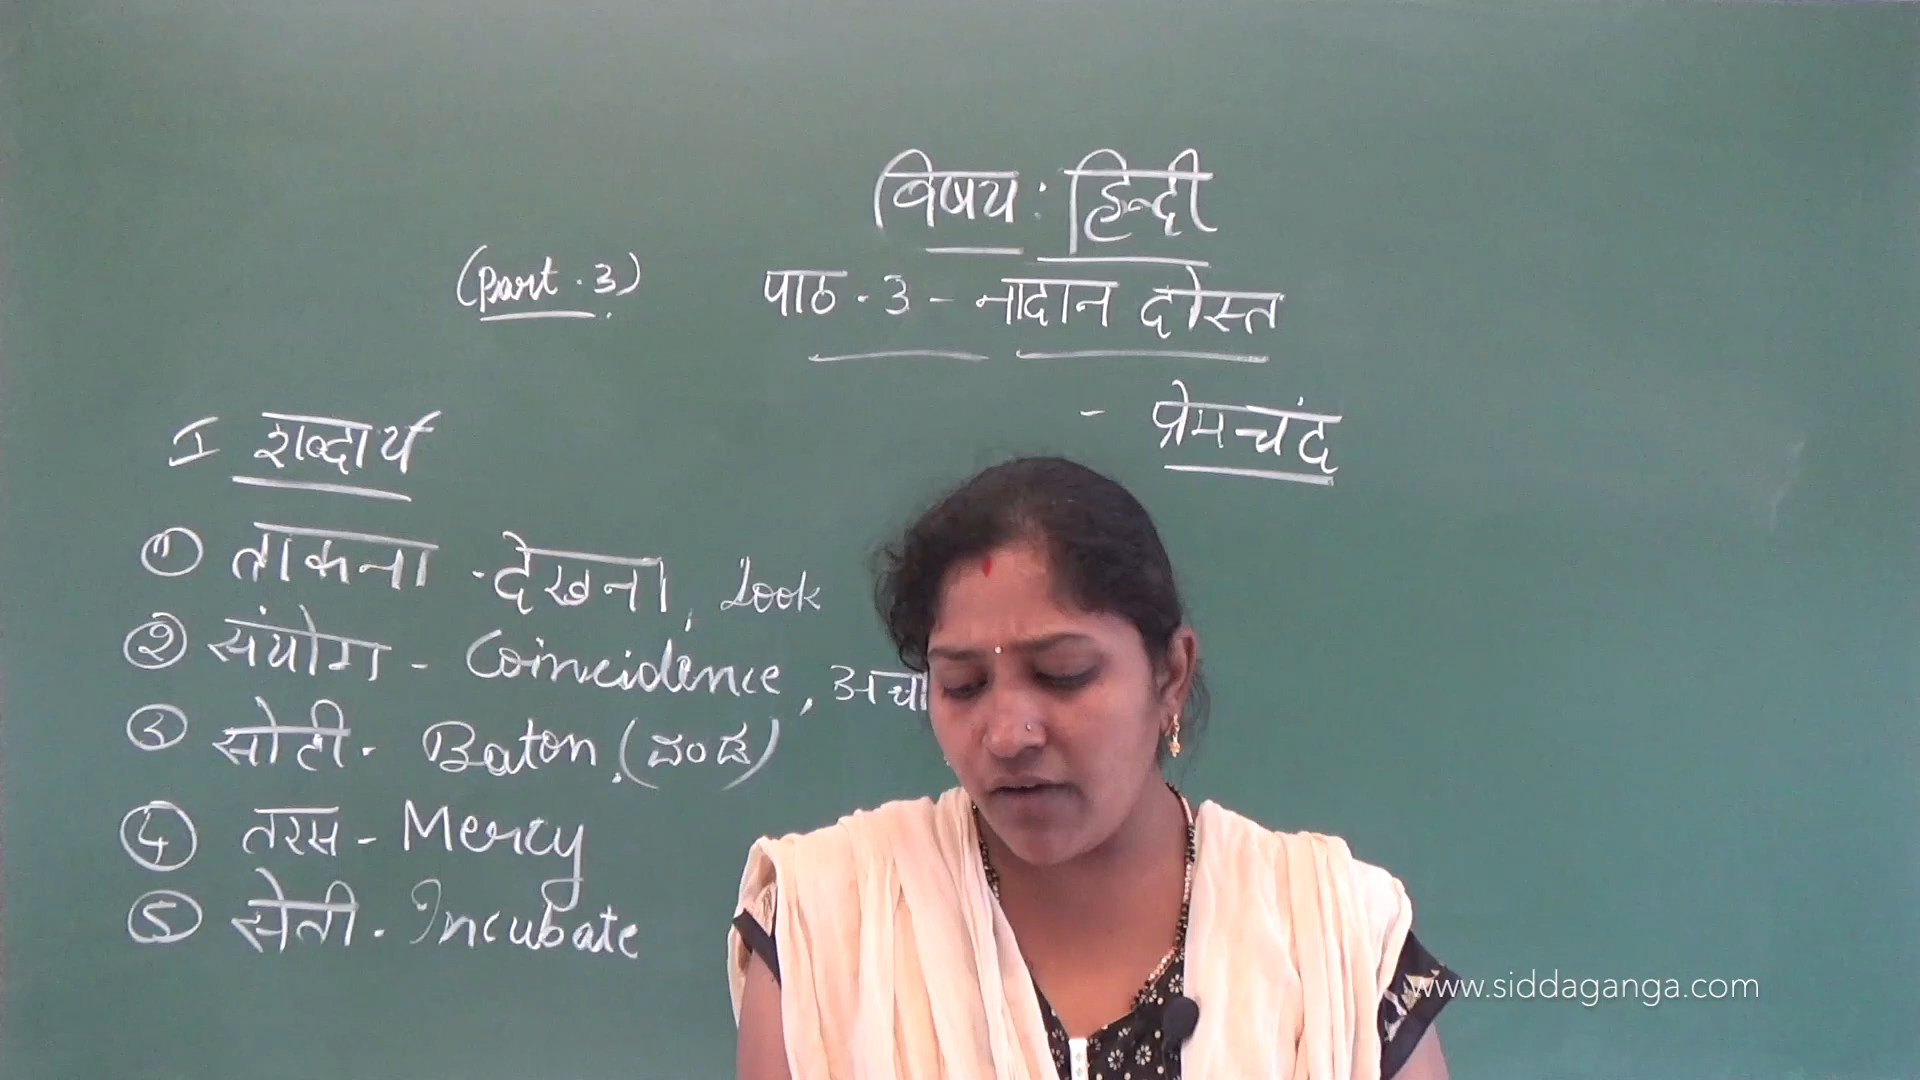 विषय : हिन्दी
(Part . 3)
पाठ . 3 - नादान दोस्त
- प्रेमचंद
I शब्दार्थ
① ताकना - देखना, Look
② संयोग - Coincidence, अचा
③ सोटी . Baton, (ದಂಡ)
④ तरस - Mercy
⑤ सेती . Incubate
www.siddaganga.com